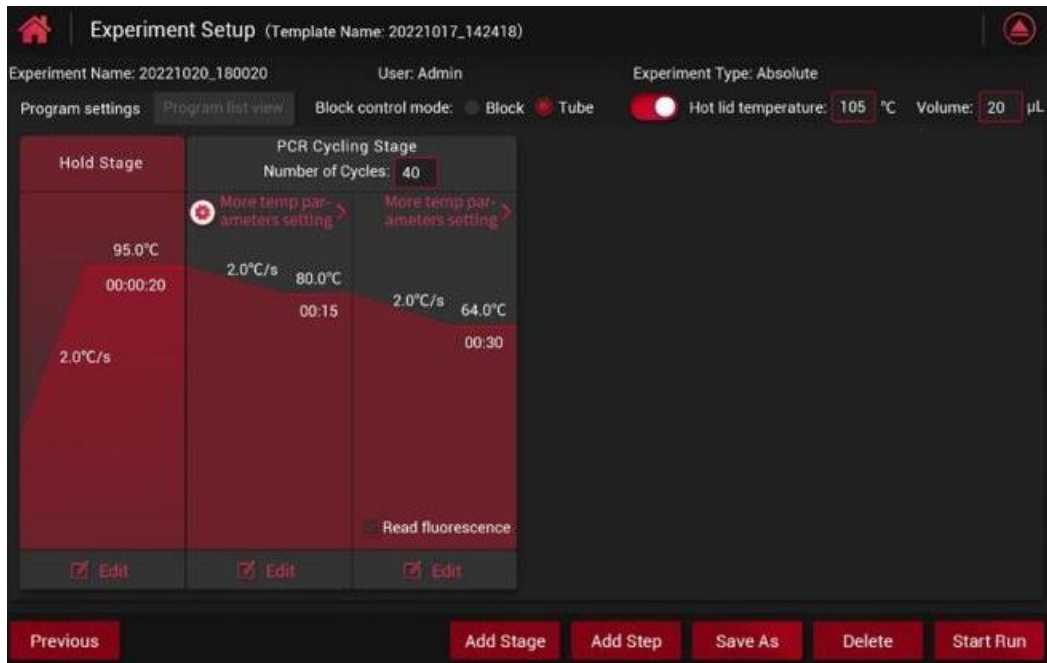 Experiment Setup (Template Name: 20221017_142418)
Experiment Name: 20221020_180020 User: Admin Experiment Type: Absolute
Program settings Program list view Block control mode: Block Tube Hot lid temperature: 105 °C Volume: 20 μL
Hold Stage
PCR Cycling Stage
Number of Cycles: 40
More temp par-
ameters setting
More temp par-
ameters setting
95.0°C
00:00:20
2.0°C/s
2.0°C/s
80.0°C
00:15
2.0°C/s
64.0°C
00:30
Read fluorescence
Edit Edit Edit
Previous Add Stage Add Step Save As Delete Start Run